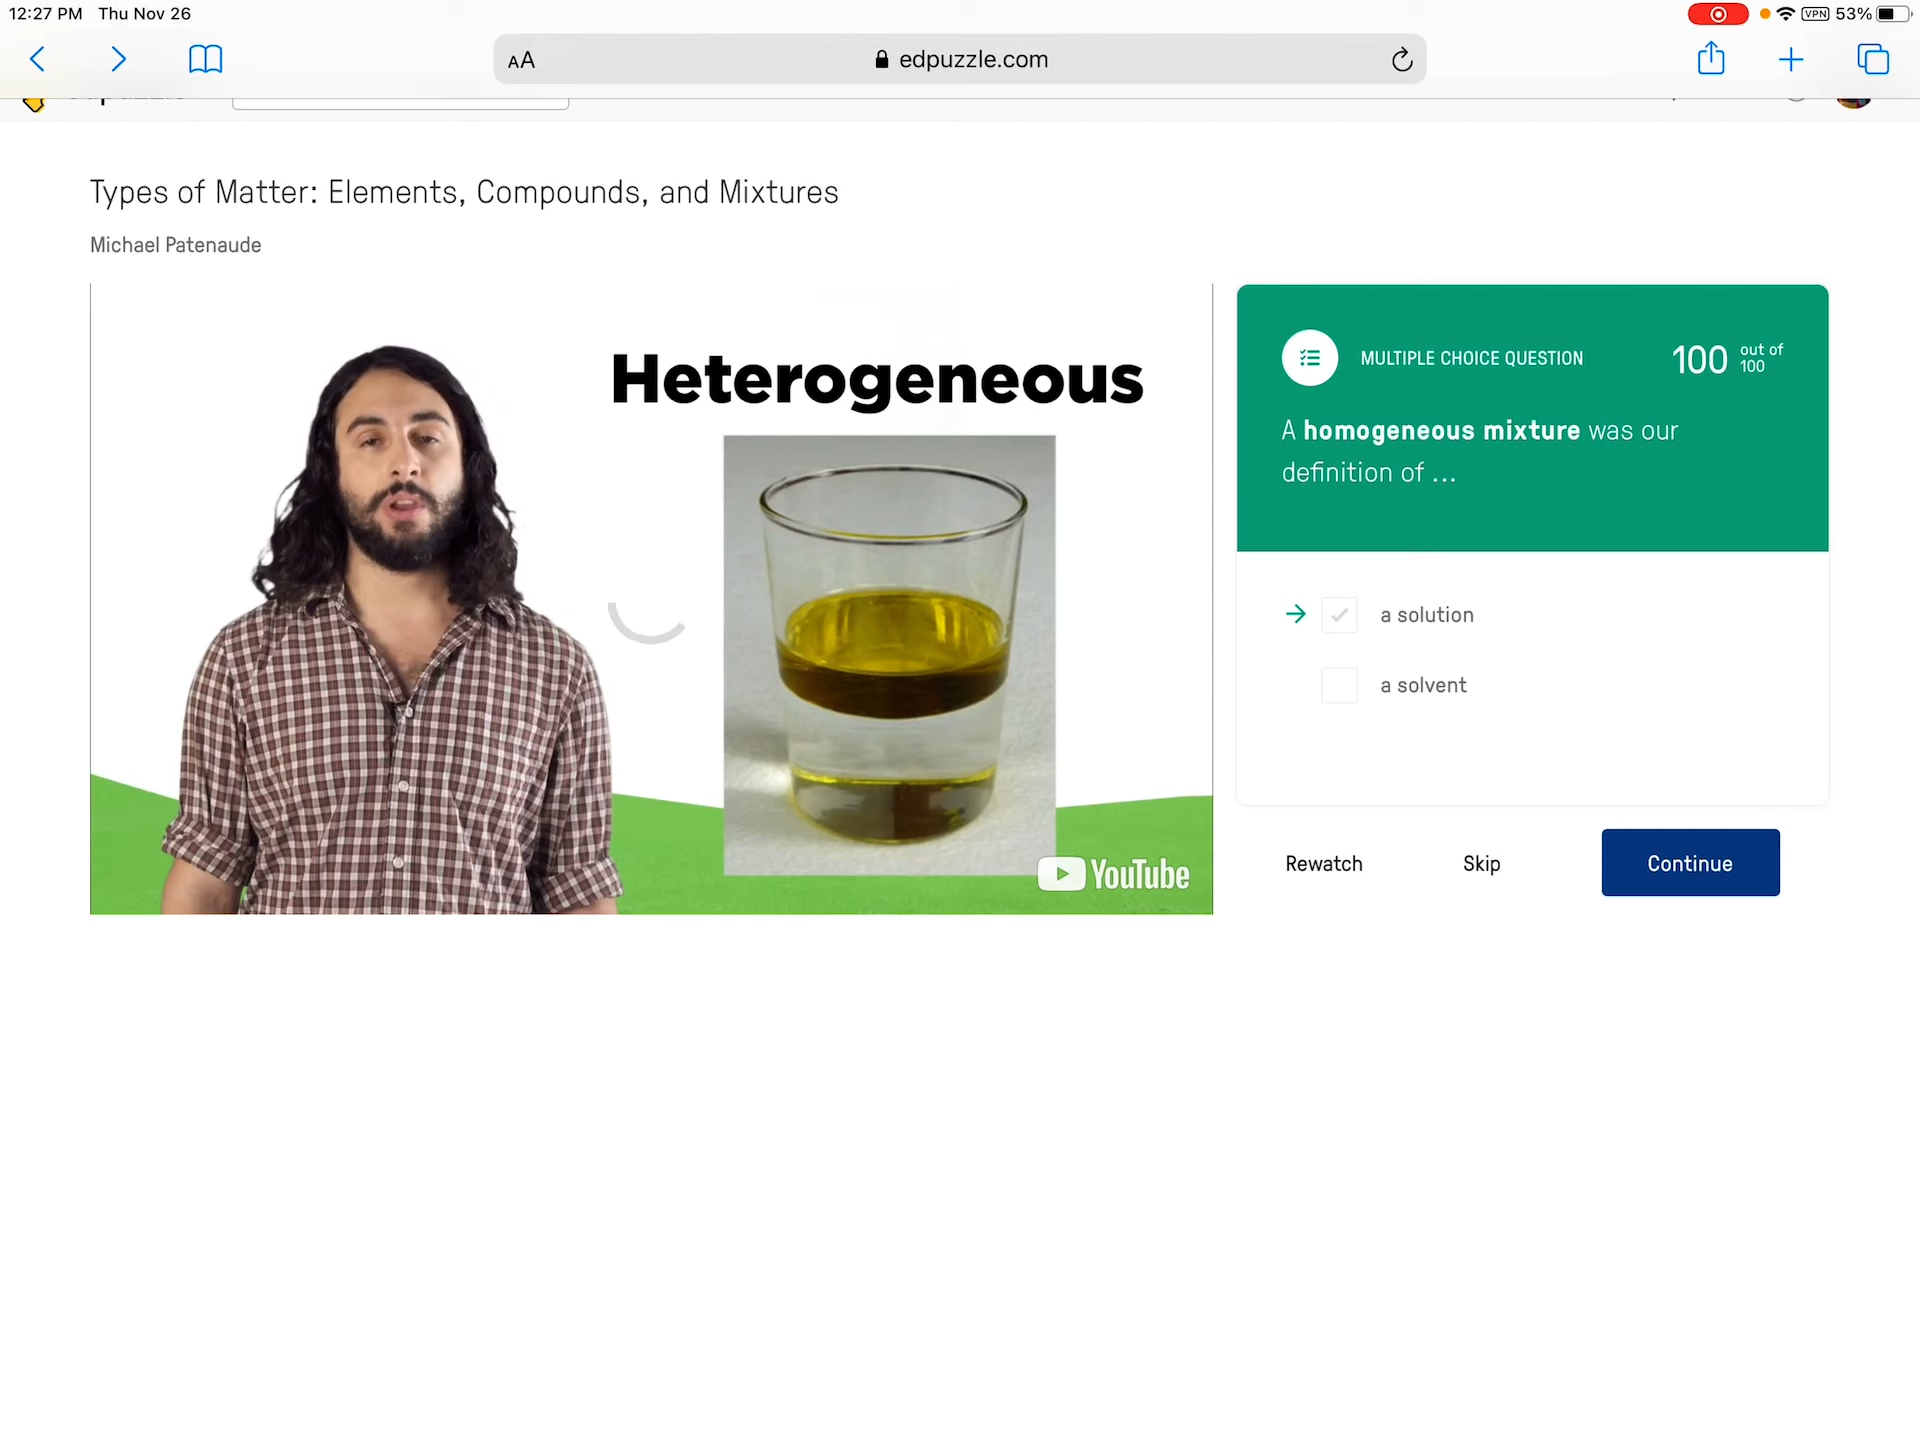 12:27 PM Thu Nov 26
VPN 53%
AA
edpuzzle.com
Types of Matter: Elements, Compounds, and Mixtures
Michael Patenaude
Heterogeneous
YouTube
MULTIPLE CHOICE QUESTION
100 out of 100
A homogeneous mixture was our
definition of ...
a solution
a solvent
Rewatch
Skip
Continue